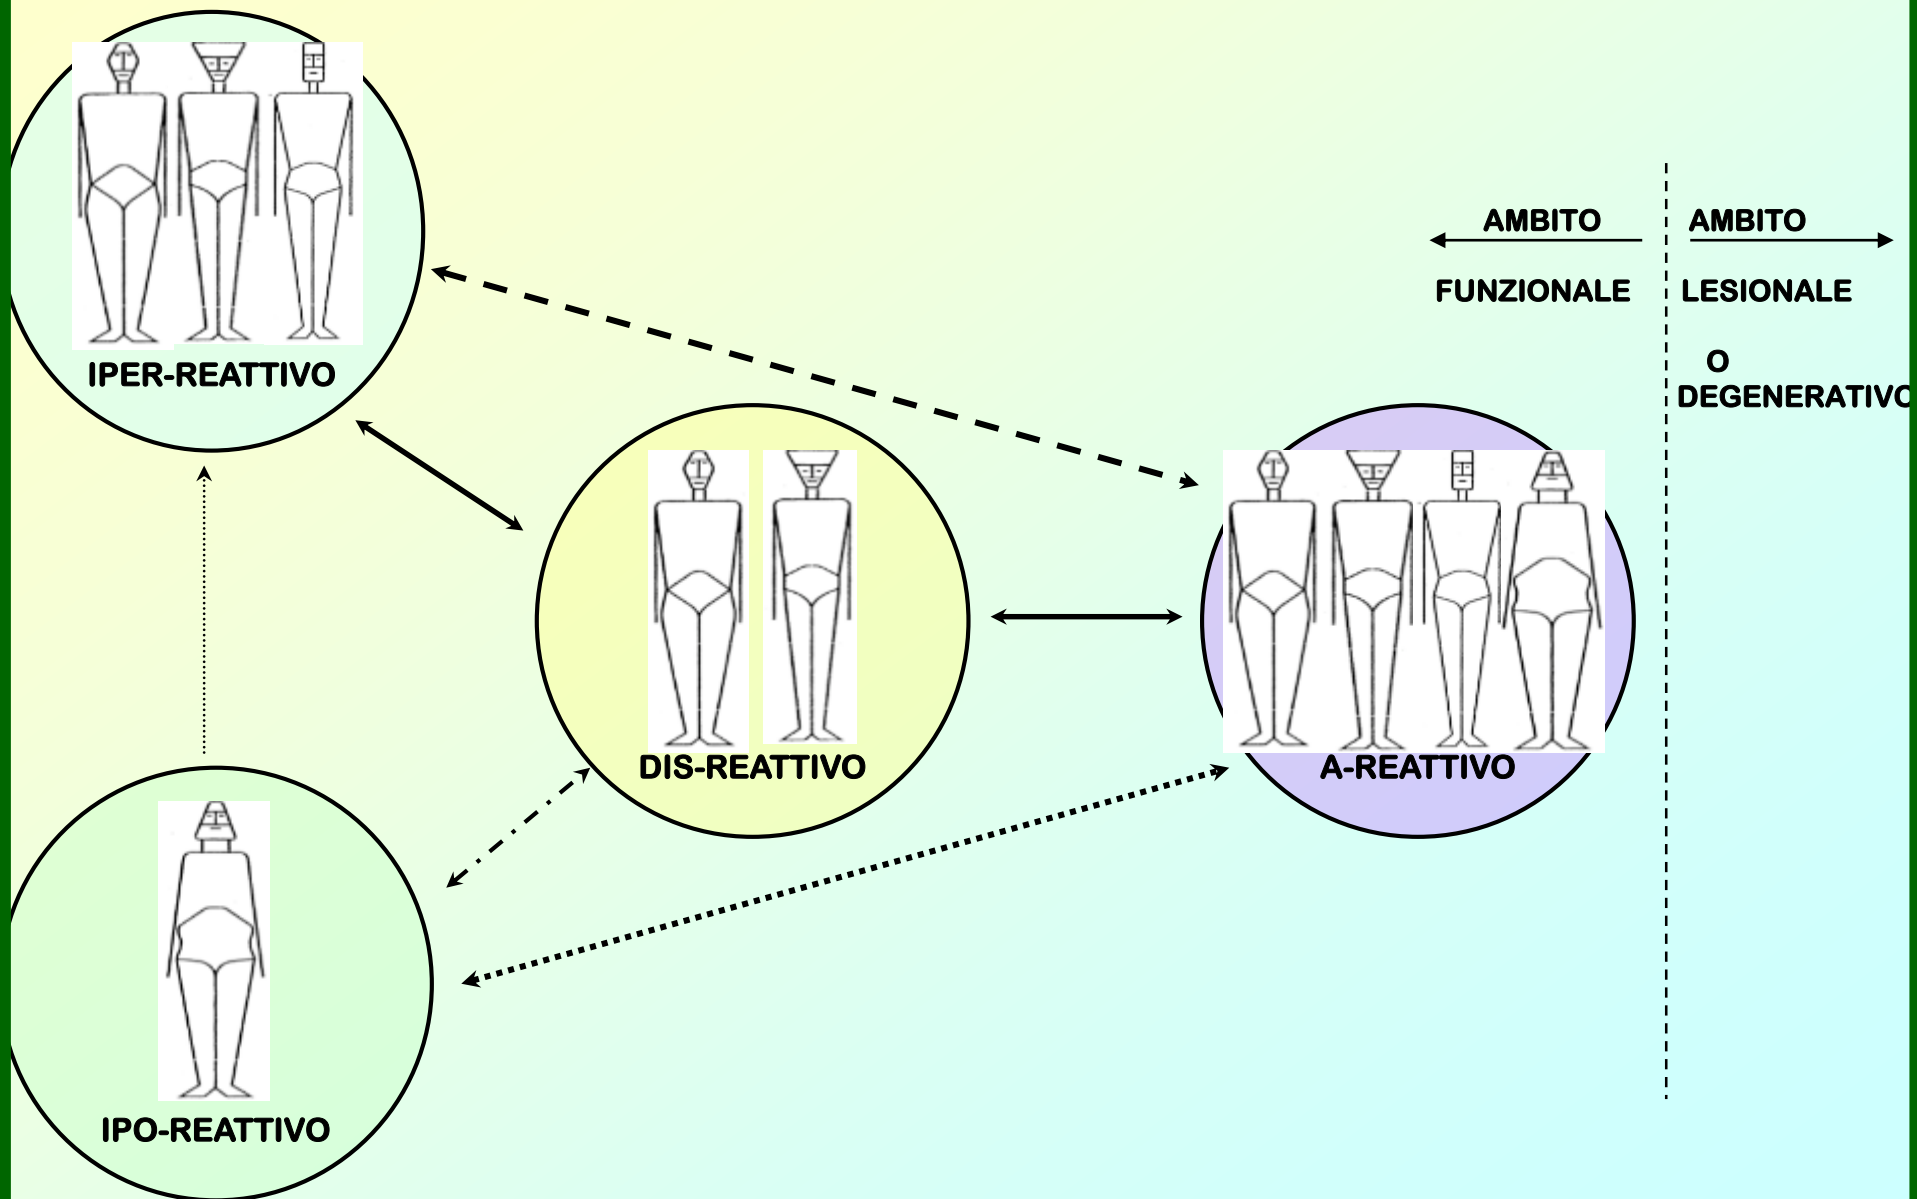 IPER-REATTIVO
AMBITO
FUNZIONALE
AMBITO
LESIONALE
O
DEGENERATIVO
DIS-REATTIVO
A-REATTIVO
IPO-REATTIVO